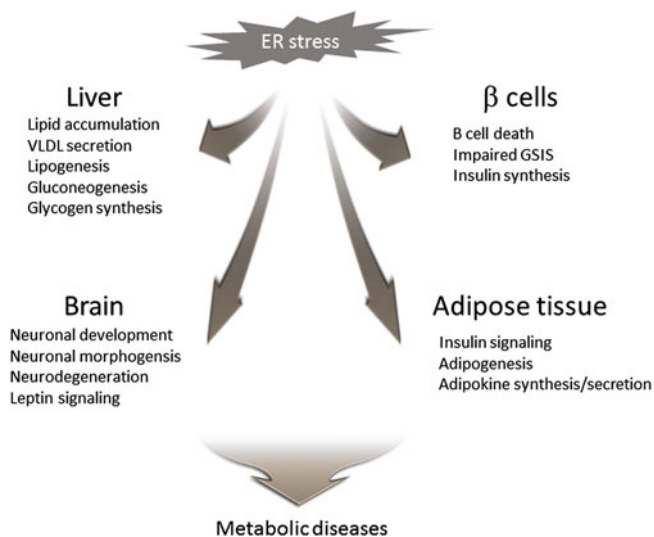 ER stress
Liver
Lipid accumulation
VLDL secretion
Lipogenesis
Gluconeogenesis
Glycogen synthesis
β cells
B cell death
Impaired GSIS
Insulin synthesis
Brain
Neuronal development
Neuronal morphogensis
Neurodegeneration
Leptin signaling
Adipose tissue
Insulin signaling
Adipogenesis
Adipokine synthesis/secretion
Metabolic diseases